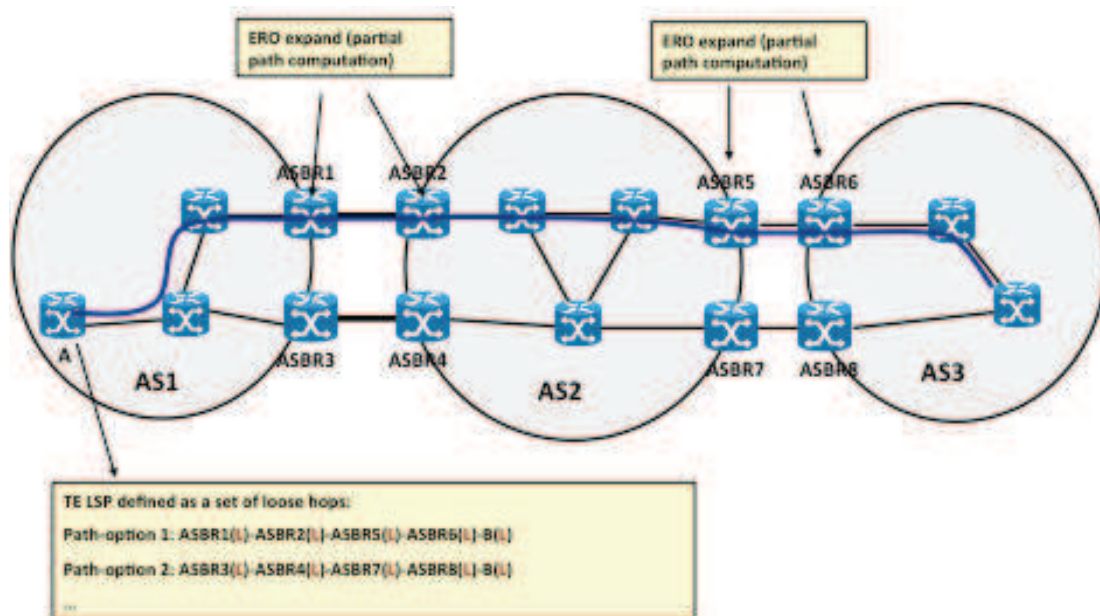 ERO expand (partial
path computation)
ERO expand (partial
path computation)
ASBR1
ASBR2
ASBR5
ASBR6
A
ASBR3
ASBR4
ASBR7
ASBR8
AS1
AS2
AS3
TE LSP defined as a set of loose hops:
Path-option 1: ASBR1(L)-ASBR2(L)-ASBR5(L)-ASBR6(L)-B(L)
Path-option 2: ASBR3(L)-ASBR4(L)-ASBR7(L)-ASBR8(L)-B(L)
...